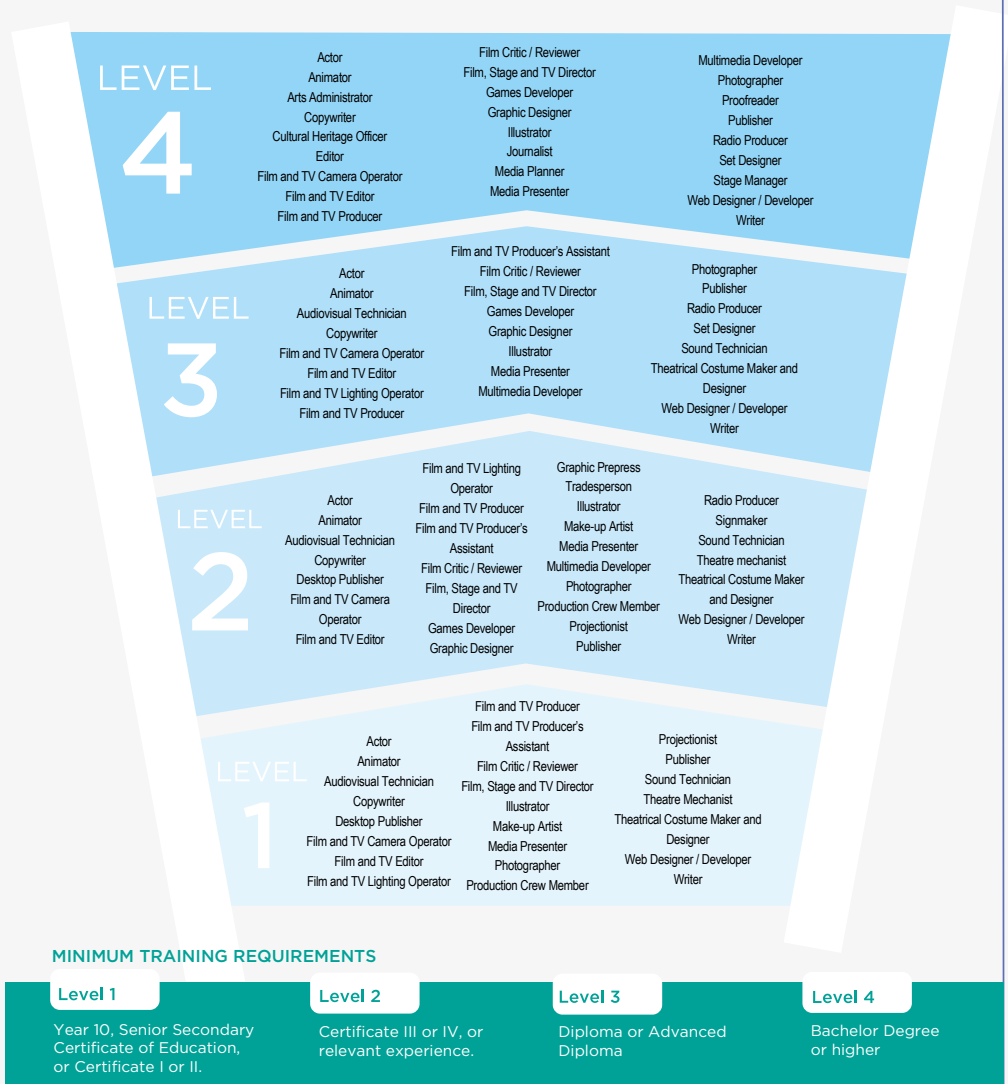 LEVEL
4
Actor
Animator
Arts Administrator
Copywriter
Cultural Heritage Officer
Editor
Film and TV Camera Operator
Film and TV Editor
Film and TV Producer
Film Critic / Reviewer
Film, Stage and TV Director
Games Developer
Graphic Designer
Illustrator
Journalist
Media Planner
Media Presenter
Multimedia Developer
Photographer
Proofreader
Publisher
Radio Producer
Set Designer
Stage Manager
Web Designer / Developer
Writer
LEVEL
3
Actor
Animator
Audiovisual Technician
Copywriter
Film and TV Camera Operator
Film and TV Editor
Film and TV Lighting Operator
Film and TV Producer
Film and TV Producer's Assistant
Film Critic / Reviewer
Film, Stage and TV Director
Games Developer
Graphic Designer
Illustrator
Media Presenter
Multimedia Developer
Photographer
Publisher
Radio Producer
Set Designer
Sound Technician
Theatrical Costume Maker and
Designer
Web Designer / Developer
Writer
LEVEL
2
Actor
Animator
Audiovisual Technician
Copywriter
Desktop Publisher
Film and TV Camera
Operator
Film and TV Editor
Film and TV Lighting
Operator
Film and TV Producer
Film and TV Producer's
Assistant
Film Critic / Reviewer
Film, Stage and TV
Director
Games Developer
Graphic Designer
Graphic Prepress
Tradesperson
Illustrator
Make-up Artist
Media Presenter
Multimedia Developer
Photographer
Production Crew Member
Projectionist
Publisher
Radio Producer
Signmaker
Sound Technician
Theatre mechanist
Theatrical Costume Maker
and Designer
Web Designer / Developer
Writer
LEVEL
1
Actor
Animator
Audiovisual Technician
Copywriter
Desktop Publisher
Film and TV Camera Operator
Film and TV Editor
Film and TV Lighting Operator
Film and TV Producer
Film and TV Producer's
Assistant
Film Critic / Reviewer
Film, Stage and TV Director
Illustrator
Make-up Artist
Media Presenter
Photographer
Production Crew Member
Projectionist
Publisher
Sound Technician
Theatre Mechanist
Theatrical Costume Maker and
Designer
Web Designer / Developer
Writer
MINIMUM TRAINING REQUIREMENTS
Level 1
Year 10, Senior Secondary
Certificate of Education,
or Certificate I or II.
Level 2
Certificate III or IV, or
relevant experience.
Level 3
Diploma or Advanced
Diploma
Level 4
Bachelor Degree
or higher